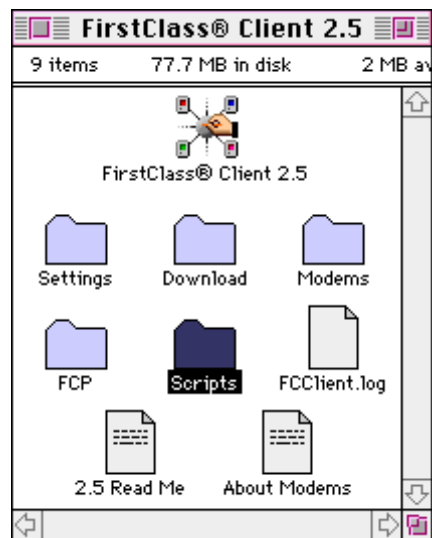 FirstClass® Client 2.5
9 items 77.7 MB in disk 2 MB av
FirstClass® Client 2.5
Settings Download Modems
FCP Scripts FCClient.log
2.5 Read Me About Modems